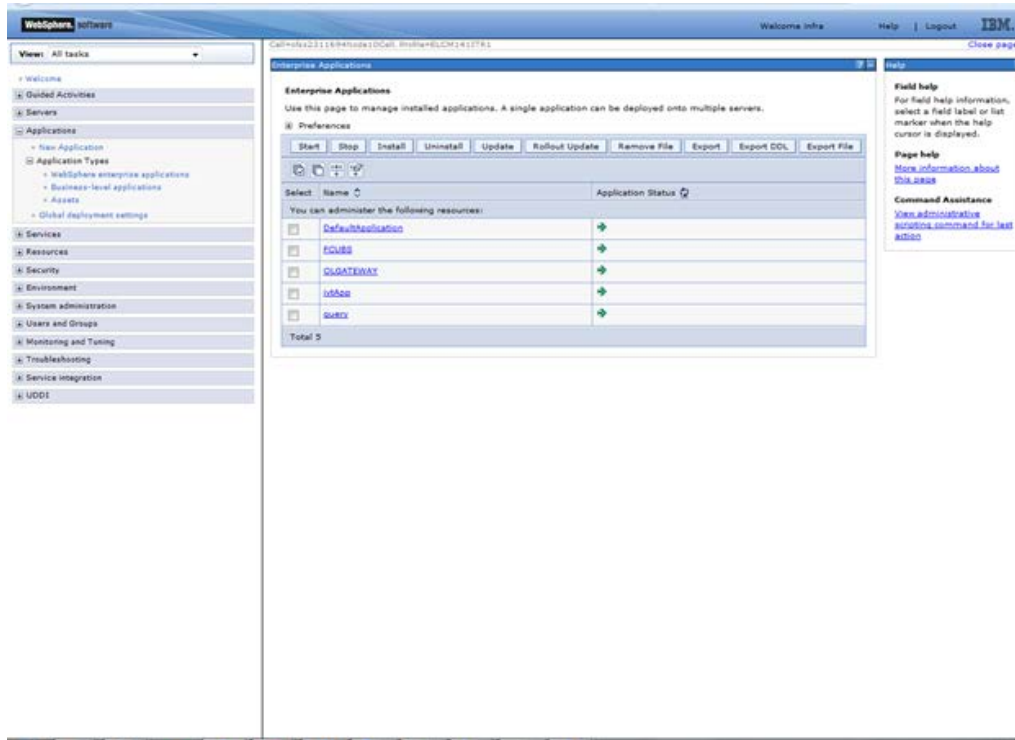 WebSphere. software
Welcome infra
Help | Logout
IBM.
View: All tasks
Close page
Welcome
Guided Activities
Servers
Applications
New Application
Application Types
WebSphere enterprise applications
Business-level applications
Assets
Global deployment settings
Services
Resources
Security
Environment
System administration
Users and Groups
Monitoring and Tuning
Troubleshooting
Service integration
UDDI
Enterprise Applications
Enterprise Applications
Use this page to manage installed applications. A single application can be deployed onto multiple servers.
Preferences
Start Stop Install Uninstall Update Rollout Update Remove File Export Export DDL Export File
Select Name Application Status
You can administer the following resources:
DefaultApplication
FCUBS
OLGATEWAY
ivtApp
query
Total 5
Help
Field help
For field help information,
select a field label or list
marker when the help
cursor is displayed.
Page help
More information about
this page
Command Assistance
View administrative
scripting command for last
action